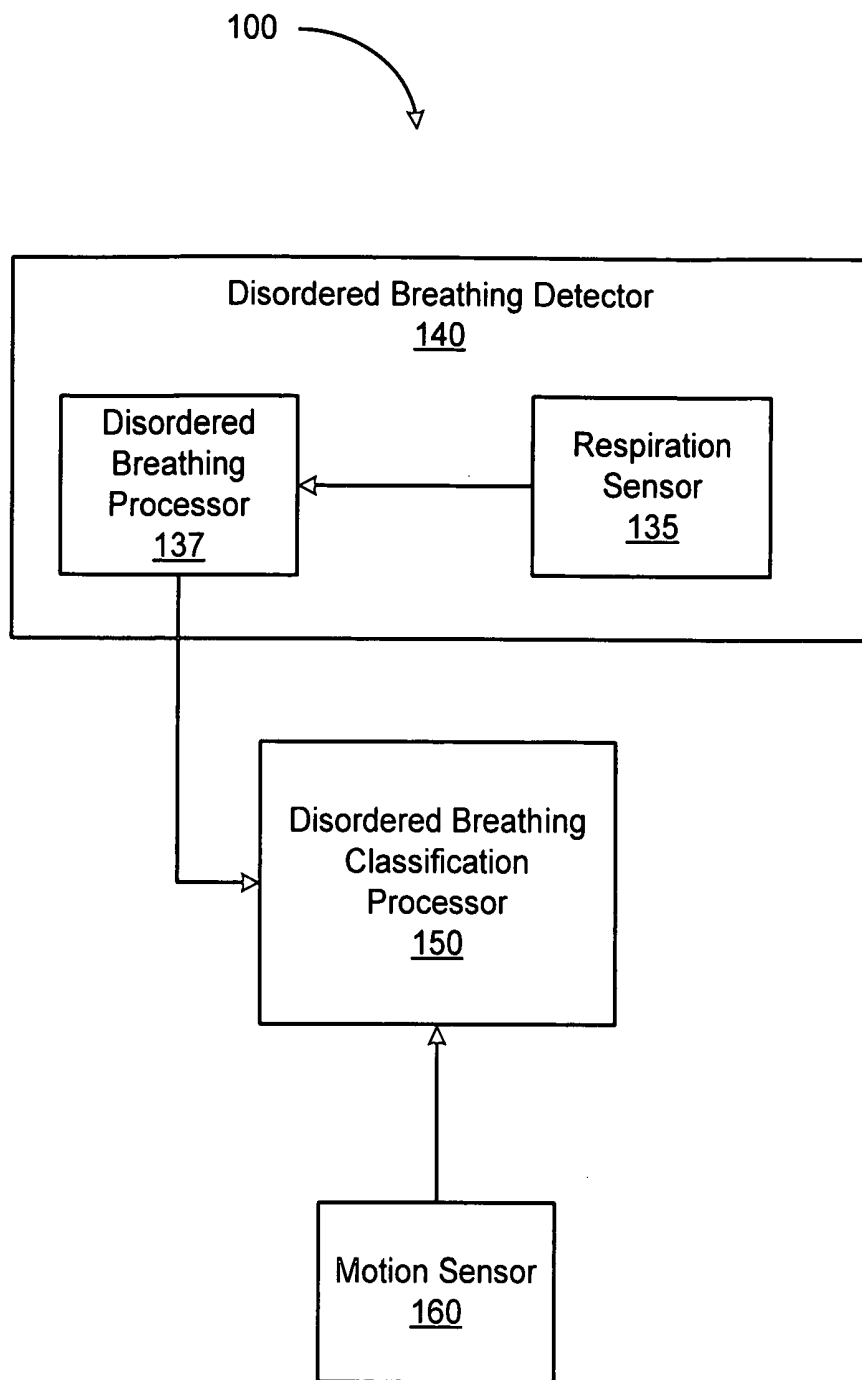 100
Disordered Breathing Detector
140
Disordered
Breathing
Processor
137
Respiration
Sensor
135
Disordered Breathing
Classification
Processor
150
Motion Sensor
160